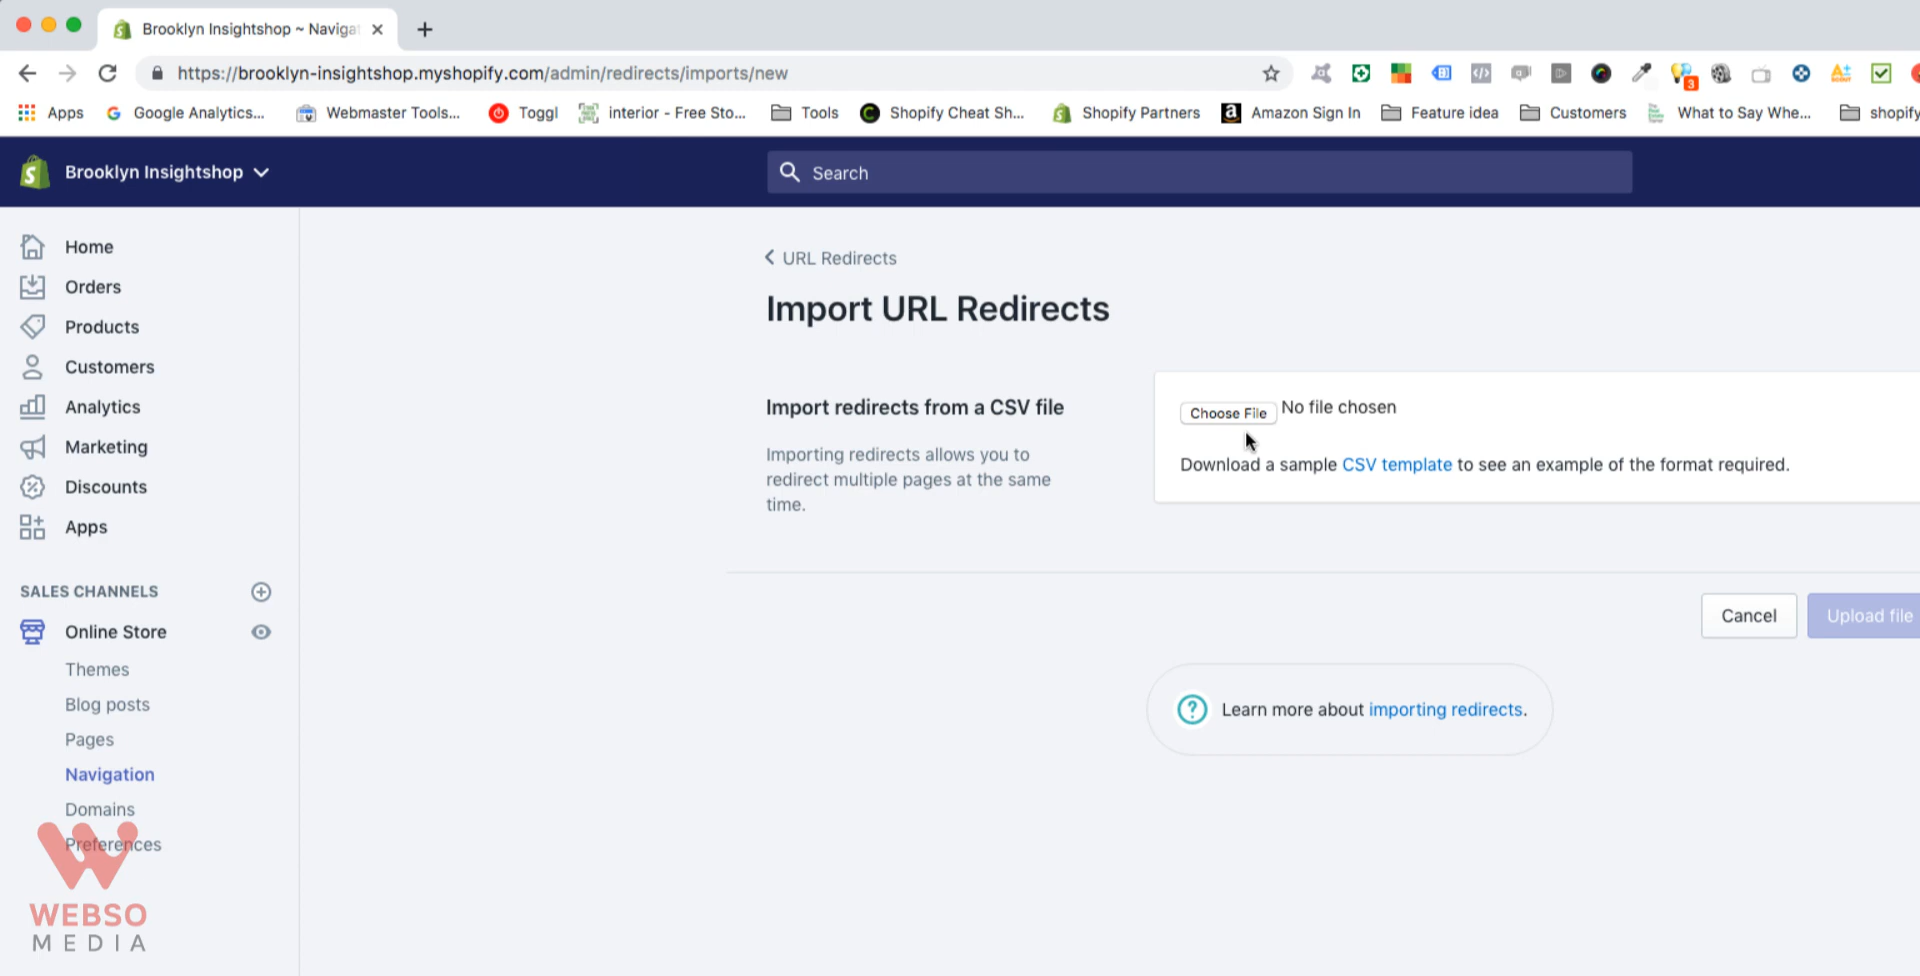 Brooklyn Insightshop ~ Naviga
https://brooklyn-insightshop.myshopify.com/admin/redirects/imports/new
3
Apps
Google Analytics...
Webmaster Tools...
Toggl
interior - Free Sto...
Tools
Shopify Cheat Sh...
Shopify Partners
Amazon Sign In
Feature idea
Customers
What to Say Whe...
shopify
Brooklyn Insightshop
Search
Home
Orders
Products
Customers
Analytics
Marketing
Discounts
Apps
SALES CHANNELS
Online Store
Themes
Blog posts
Pages
Navigation
Domains
Preferences
WEBSO
MEDIA
URL Redirects
Import URL Redirects
Import redirects from a CSV file
Importing redirects allows you to
redirect multiple pages at the same
time.
Choose File No file chosen
Download a sample CSV template to see an example of the format required.
Cancel
Upload file
Learn more about importing redirects.